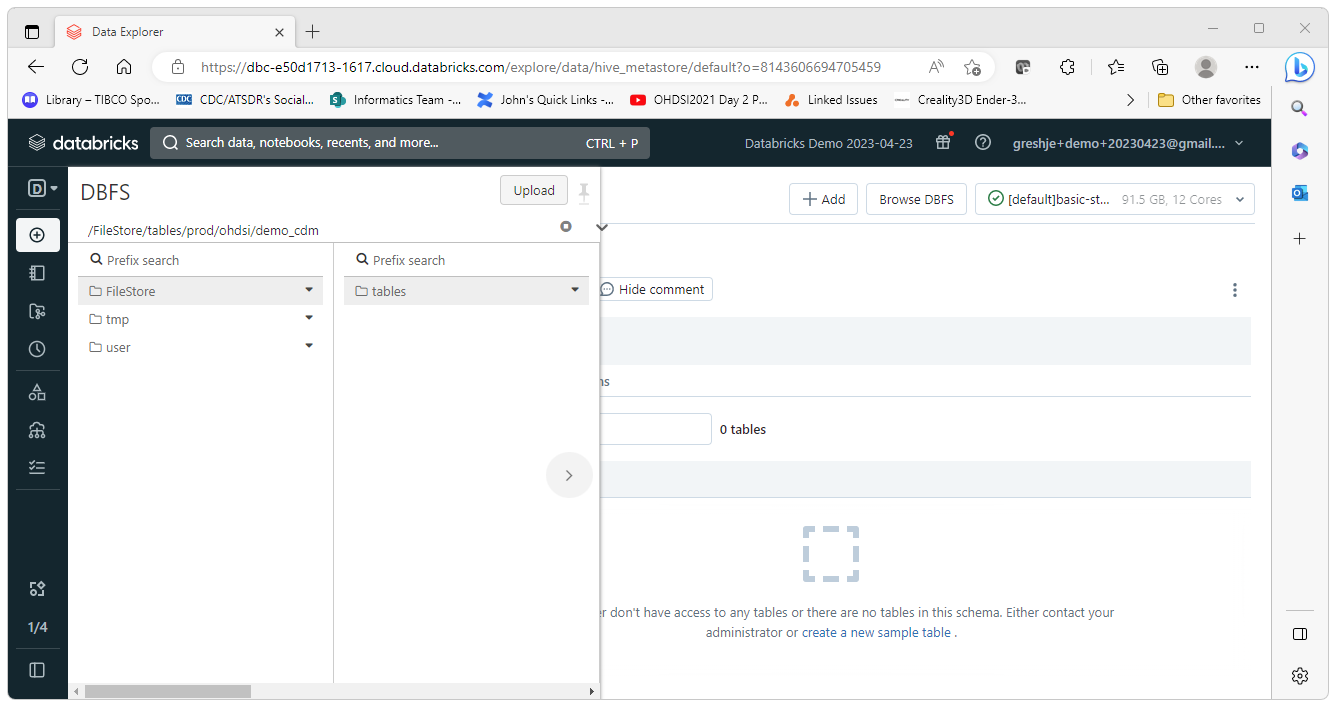 Data Explorer
https://dbc-e50d1713-1617.cloud.databricks.com/explore/data/hive_metastore/default?o=8143606694705459
Library – TIBCO Spo... CDC CDC/ATSDR's Social... Informatics Team -... John's Quick Links -... OHDSI2021 Day 2 P... Linked Issues Creality3D Ender-3... Other favorites
databricks Search data, notebooks, recents, and more... CTRL + P Databricks Demo 2023-04-23 greshje+demo+20230423@gmail....
D DBFS Upload + Add Browse DBFS [default]basic-st... 91.5 GB, 12 Cores
/FileStore/tables/prod/ohdsi/demo_cdm
Prefix search Prefix search
FileStore tables Hide comment
tmp
user
ns
0 tables
r don't have access to any tables or there are no tables in this schema. Either contact your
administrator or create a new sample table .
1/4